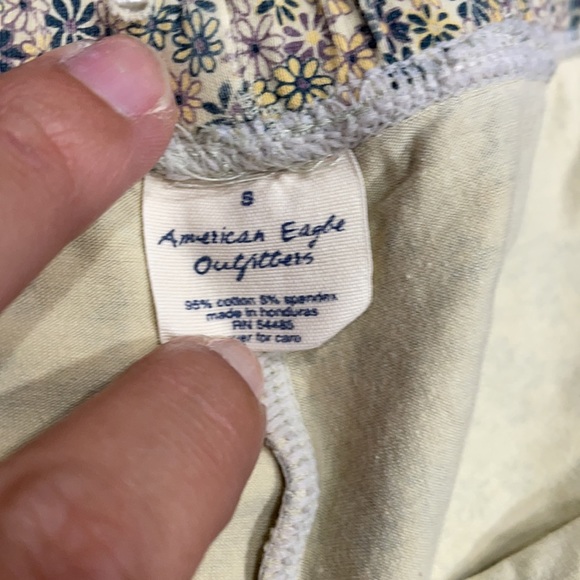 S
American Eagle
Outfitters
95% cotton 5% spandex
made in honduras
RN 54485
for care